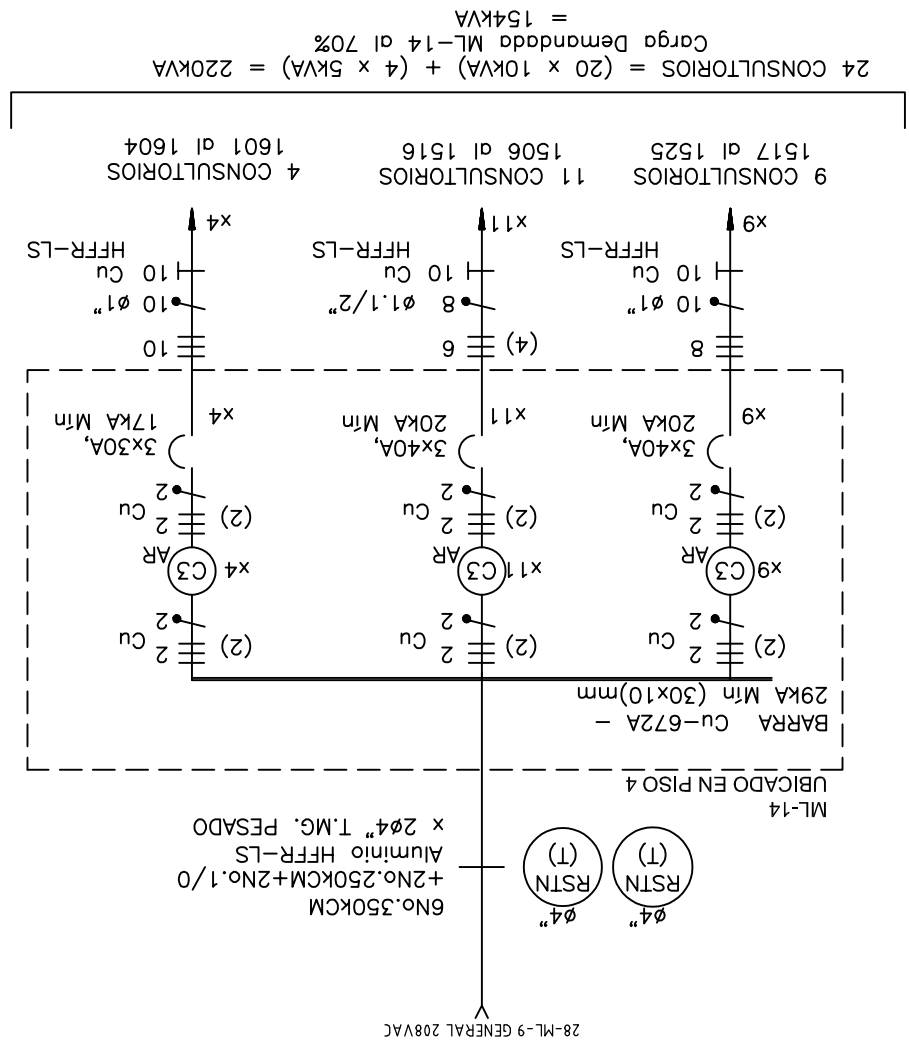 28-ML-9 GENERAL 208VAC
6No.350kCM
+2No.250kCM+2No.1/0
Aluminio HFFR-LS
x 2ø4" T.MG. PESADO
ø4"
RSTN
(T)
ø4"
RSTN
(T)
ML-14
UBICADO EN PISO 4
BARRA Cu-672A -
29kA Mín (30x10)mm
(2) 2
Cu
2
x9 C3
AR
(2) 2
Cu
2
3x40A,
20kA Mín
x9
8
10 ø1"
10 Cu
HFFR-LS
x9
9 CONSULTORIOS
1517 al 1525
(2) 2
Cu
2
x11 C3
AR
(2) 2
Cu
2
3x40A,
20kA Mín
x11
(4) 6
8 ø1.1/2"
10 Cu
HFFR-LS
x11
11 CONSULTORIOS
1506 al 1516
(2) 2
Cu
2
x4 C3
AR
(2) 2
Cu
2
3x30A,
17kA Mín
x4
10
10 ø1"
10 Cu
HFFR-LS
x4
4 CONSULTORIOS
1601 al 1604
24 CONSULTORIOS = (20 x 10kVA) + (4 x 5kVA) = 220kVA
Carga Demandada ML-14 al 70%
= 154kVA